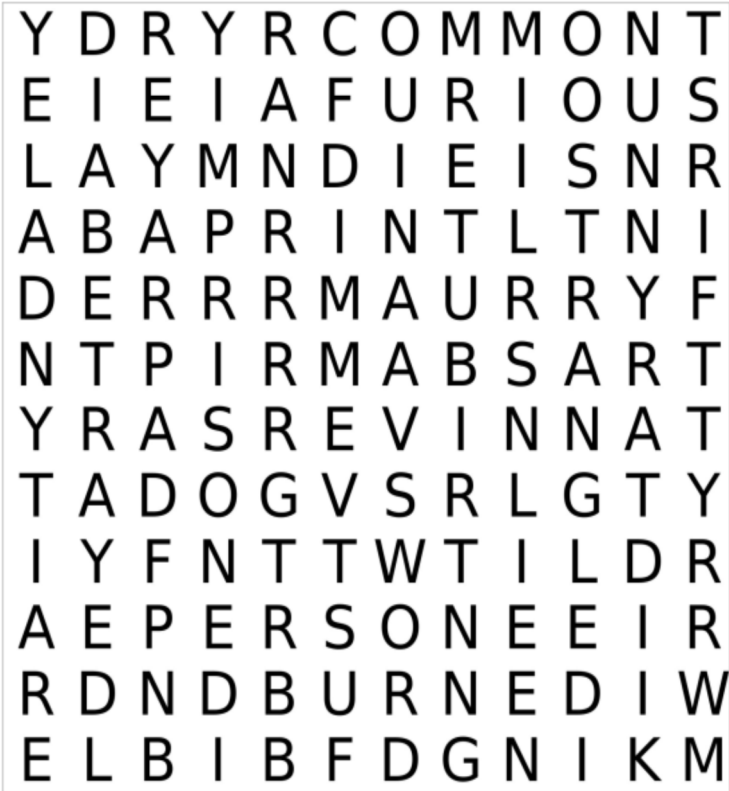 Y D R Y R C O M M O N T
E I E I A F U R I O U S
L A Y M N D I E I S N R
A B A P R I N T L T N I
D E R R R M A U R R Y F
N T P I R M A B S A R T
Y R A S R E V I N N A T
T A D O G V S R L G T Y
I Y F N T T W T I L D R
A E P E R S O N E E I R
R D N D B U R N E D I W
E L B I B F D G N I K M